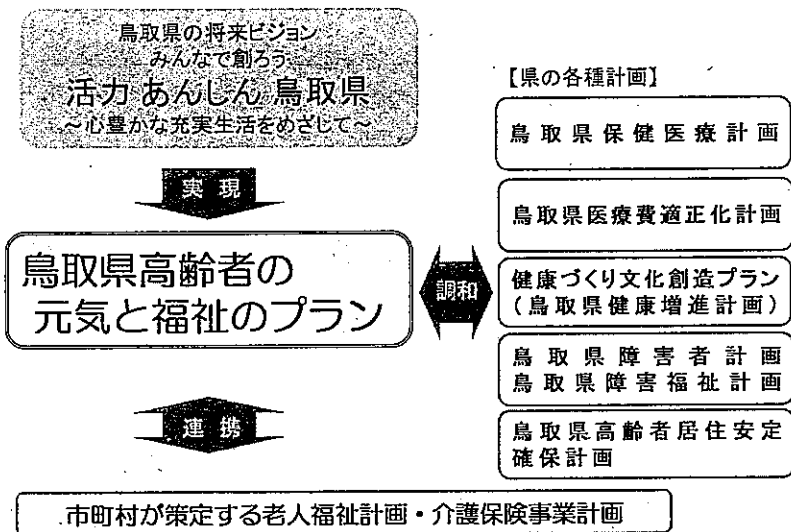 鳥取県の将来ビジョン
みんなで創ろう
活力 あんしん 鳥取県
～心豊かな充実生活をめざして～
実現
鳥取県高齢者の
元気と福祉のプラン
調和
【県の各種計画】
鳥取県保健医療計画
鳥取県医療費適正化計画
健康づくり文化創造プラン
（鳥取県健康増進計画）
鳥取県障害者計画
鳥取県障害福祉計画
鳥取県高齢者居住安定
確保計画
連携
市町村が策定する老人福祉計画・介護保険事業計画